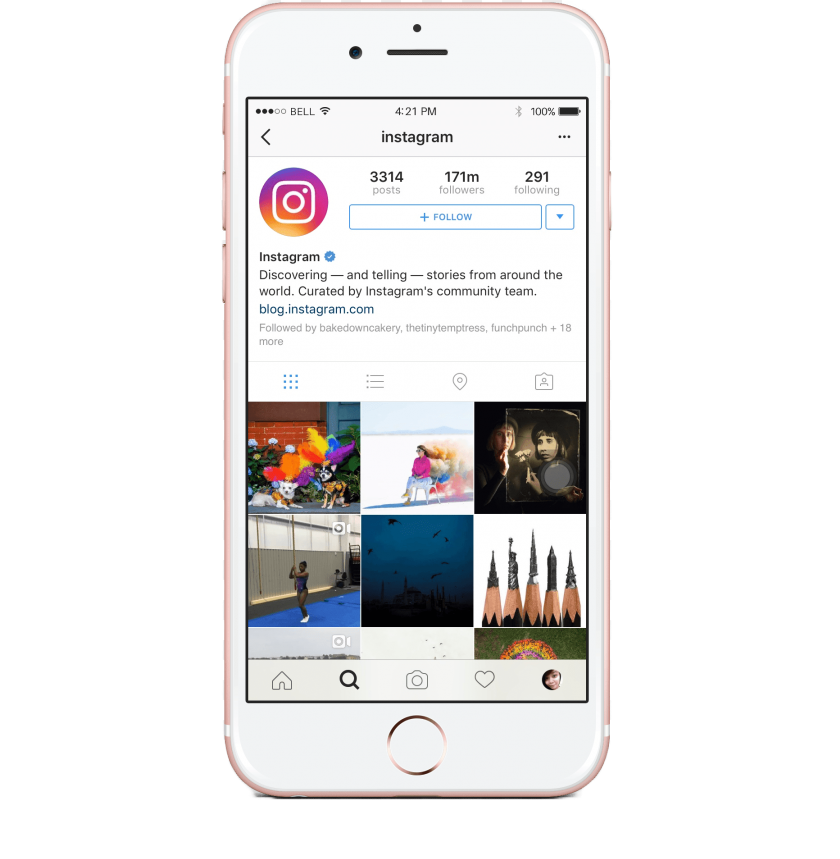 BELL 4:21 PM 100%
instagram
3314 171m 291
posts followers following
+ FOLLOW
Instagram
Discovering — and telling — stories from around the
world. Curated by Instagram's community team.
blog.instagram.com
Followed by bakedowncakery, thetinytemptress, funchpunch + 18
more